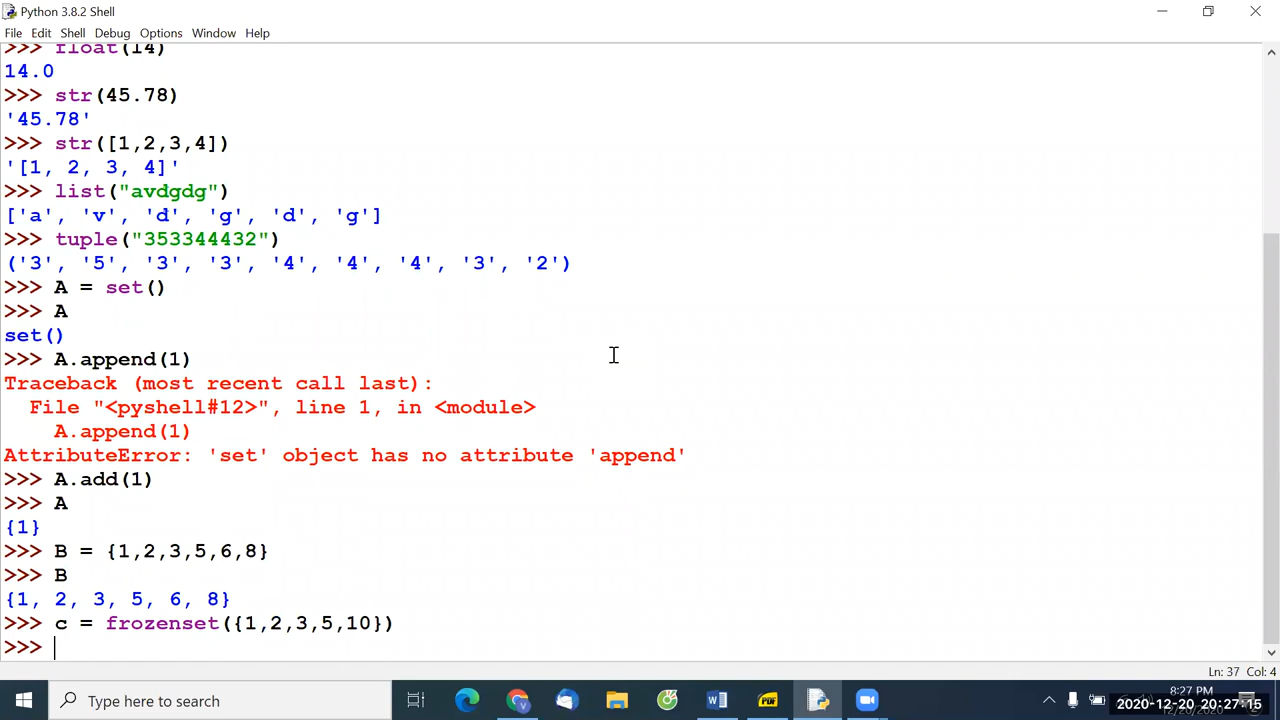 Python 3.8.2 Shell
File Edit Shell Debug Options Window Help
>>> float(14)
14.0
>>> str(45.78)
'45.78'
>>> str([1,2,3,4])
'[1, 2, 3, 4]'
>>> list("avdgdg")
['a', 'v', 'd', 'g', 'd', 'g']
>>> tuple("353344432")
('3', '5', '3', '3', '4', '4', '4', '3', '2')
>>> A = set()
>>> A
set()
>>> A.append(1)
Traceback (most recent call last):
  File "<pyshell#12>", line 1, in <module>
    A.append(1)
AttributeError: 'set' object has no attribute 'append'
>>> A.add(1)
>>> A
{1}
>>> B = {1,2,3,5,6,8}
>>> B
{1, 2, 3, 5, 6, 8}
>>> c = frozenset({1,2,3,5,10})
>>>
Ln: 37 Col: 4
Type here to search
8:27 PM
2020-12-20 20:27:15